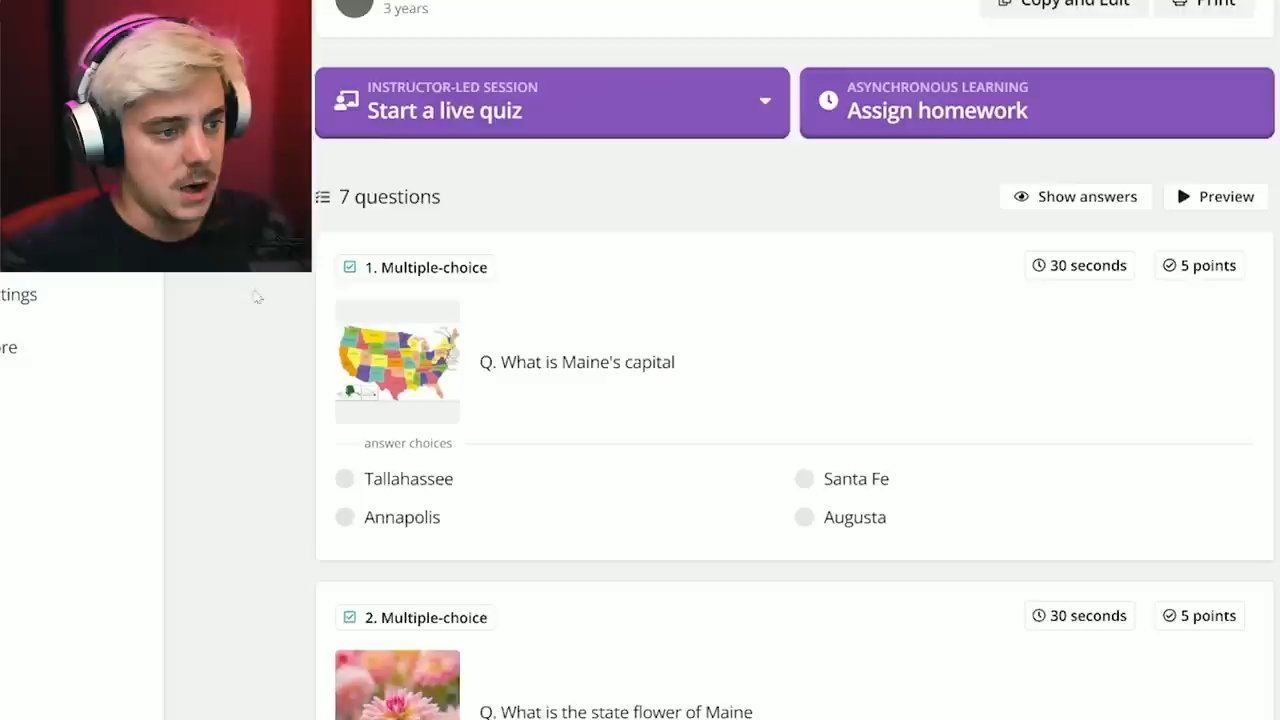 3 years
Copy and Edit
Print
INSTRUCTOR-LED SESSION
Start a live quiz
ASYNCHRONOUS LEARNING
Assign homework
7 questions
Show answers
Preview
1. Multiple-choice
30 seconds
5 points
tings
re
Q. What is Maine's capital
answer choices
Tallahassee
Santa Fe
Annapolis
Augusta
2. Multiple-choice
30 seconds
5 points
Q. What is the state flower of Maine